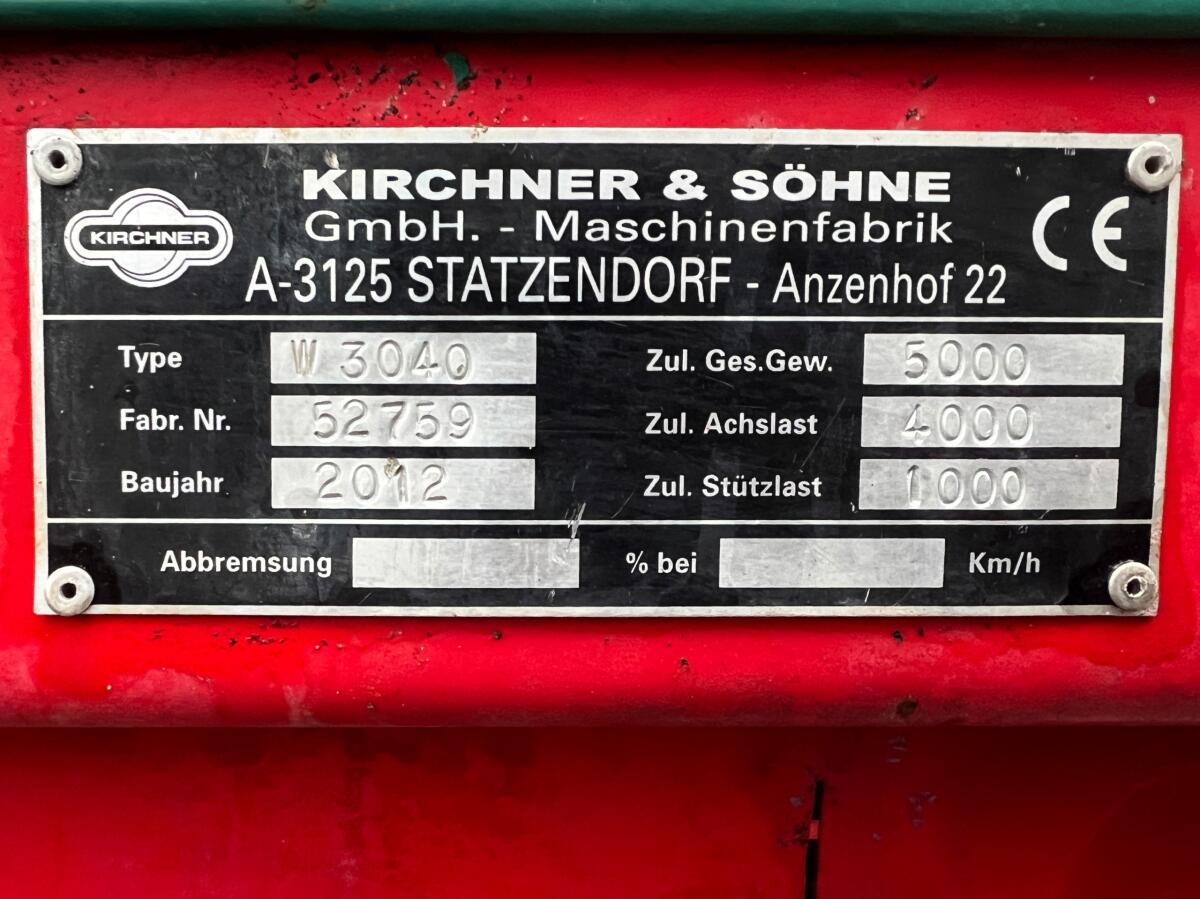 KIRCHNER & SÖHNE
KIRCHNER
GmbH. - Maschinenfabrik
CE
A-3125 STATZENDORF - Anzenhof 22
Type W 3040 Zul. Ges.Gew. 5000
Fabr. Nr. 52759 Zul. Achslast 4000
Baujahr 2012 Zul. Stützlast 1000
Abbremsung % bei Km/h